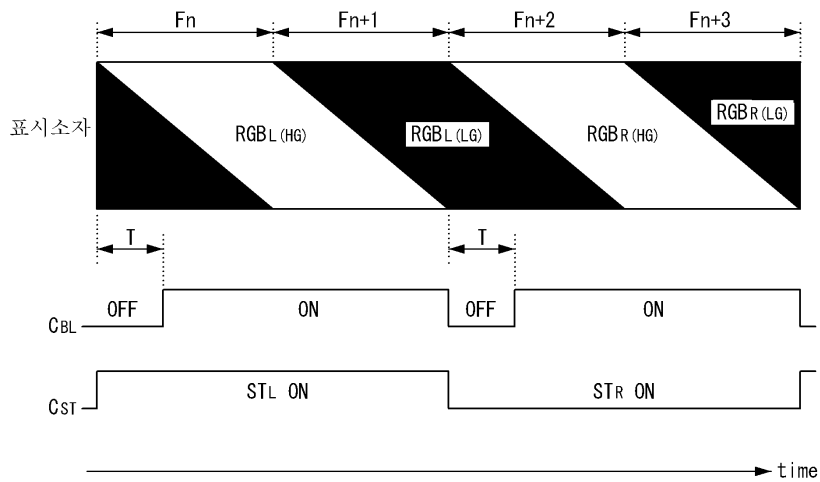 Fn Fn+1 Fn+2 Fn+3
표시소자
RGBL(HG) RGBL(LG) RGBR(HG) RGBR(LG)
T T
CBL OFF ON OFF ON
CST STL ON STR ON
time